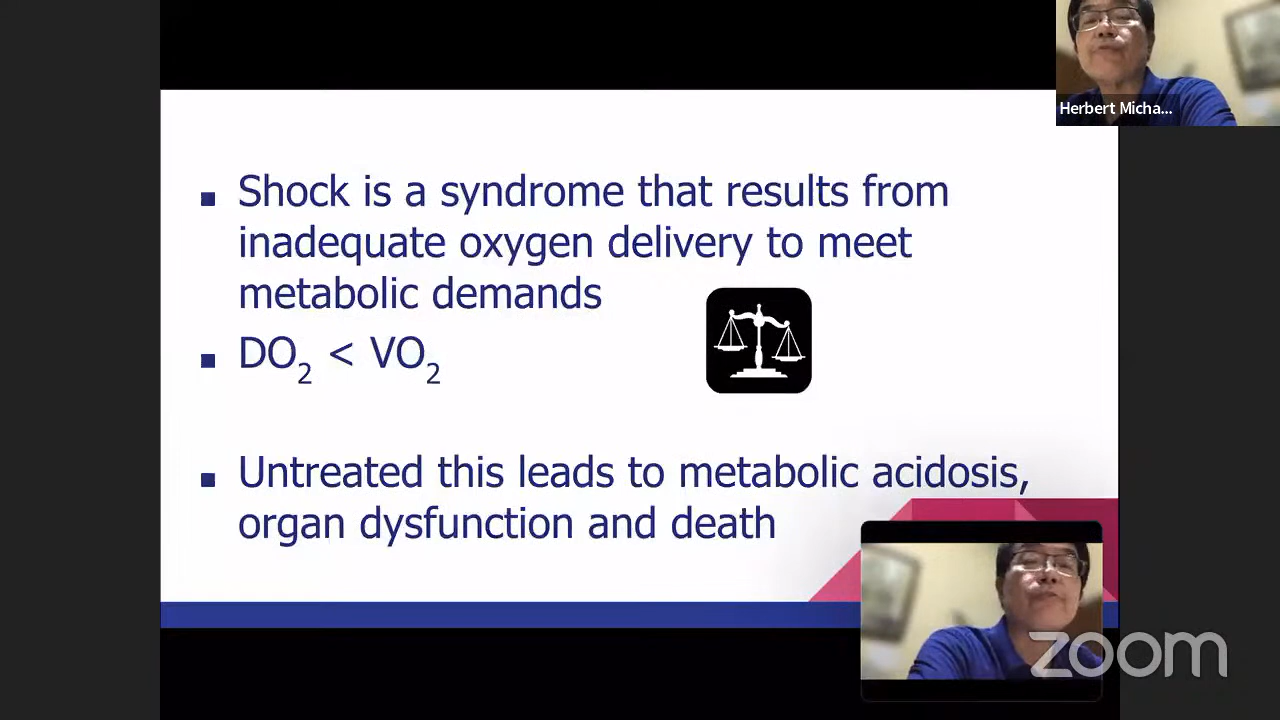 Herbert Micha...
■ Shock is a syndrome that results from
inadequate oxygen delivery to meet
metabolic demands
■ DO₂ < VO₂
■ Untreated this leads to metabolic acidosis,
organ dysfunction and death
zoom